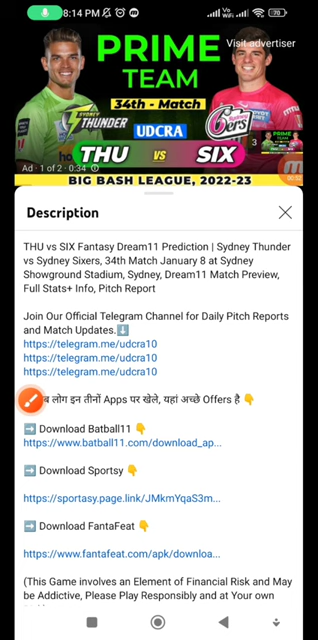 8:14 PM
Vo
WiFi
70
PRIME
Visit advertiser
TEAM
34th - Match
SYDNEY
THUNDER
UDCRA
SYDNEY
6ers
THU VS SIX
Ad · 1 of 2 · 0:34
BIG BASH LEAGUE, 2022-23
Description
THU vs SIX Fantasy Dream11 Prediction | Sydney Thunder
vs Sydney Sixers, 34th Match January 8 at Sydney
Showground Stadium, Sydney, Dream11 Match Preview,
Full Stats+ Info, Pitch Report
Join Our Official Telegram Channel for Daily Pitch Reports
and Match Updates.⬇️
https://telegram.me/udcra10
https://telegram.me/udcra10
https://telegram.me/udcra10
लोग इन तीनों Apps पर खेले, यहां अच्छे Offers है 👇
➡️ Download Batball11 👇
https://www.batball11.com/download_ap...
➡️ Download Sportsy 👇
https://sportasy.page.link/JMkmYqaS3m...
➡️ Download FantaFeat 👇
https://www.fantafeat.com/apk/downloa...
(This Game involves an Element of Financial Risk and May
be Addictive, Please Play Responsibly and at Your own